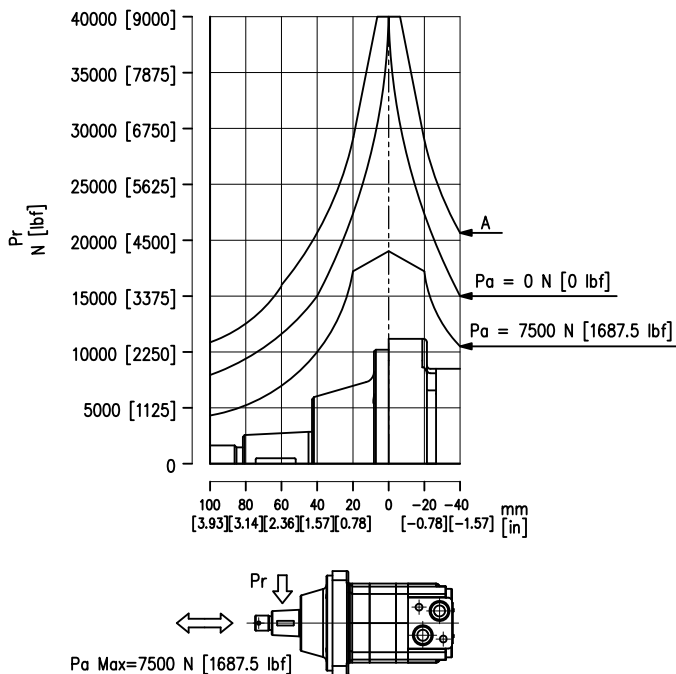 40000 [9000]
35000 [7875]
30000 [6750]
25000 [5625]
20000 [4500]
15000 [3375]
10000 [2250]
5000 [1125]
0
Pr
N [lbf]
A
Pa = 0 N [0 lbf]
Pa = 7500 N [1687.5 lbf]
100 80 60 40 20 0 -20 -40 mm
[3.93][3.14][2.36][1.57][0.78] [-0.78][-1.57] [in]
Pr
Pa Max=7500 N [1687.5 lbf]